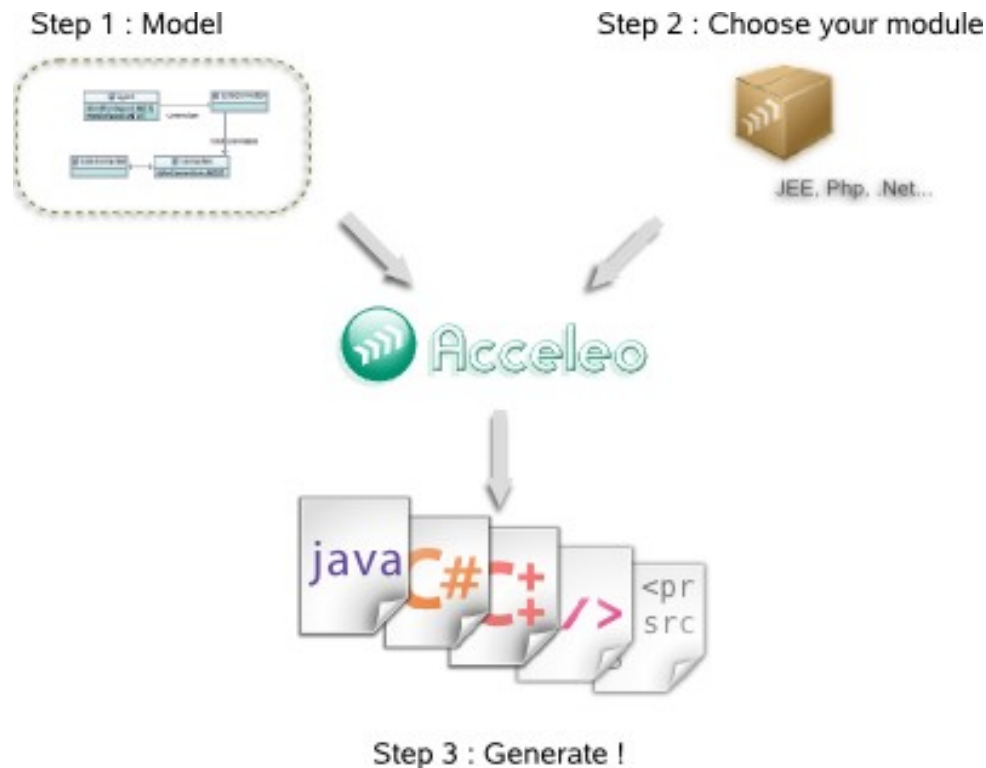 Step 1 : Model
Step 2 : Choose your module
JEE, Php, .Net...
Acceleo
java
C#
C++
/>
<pr
src
Step 3 : Generate !